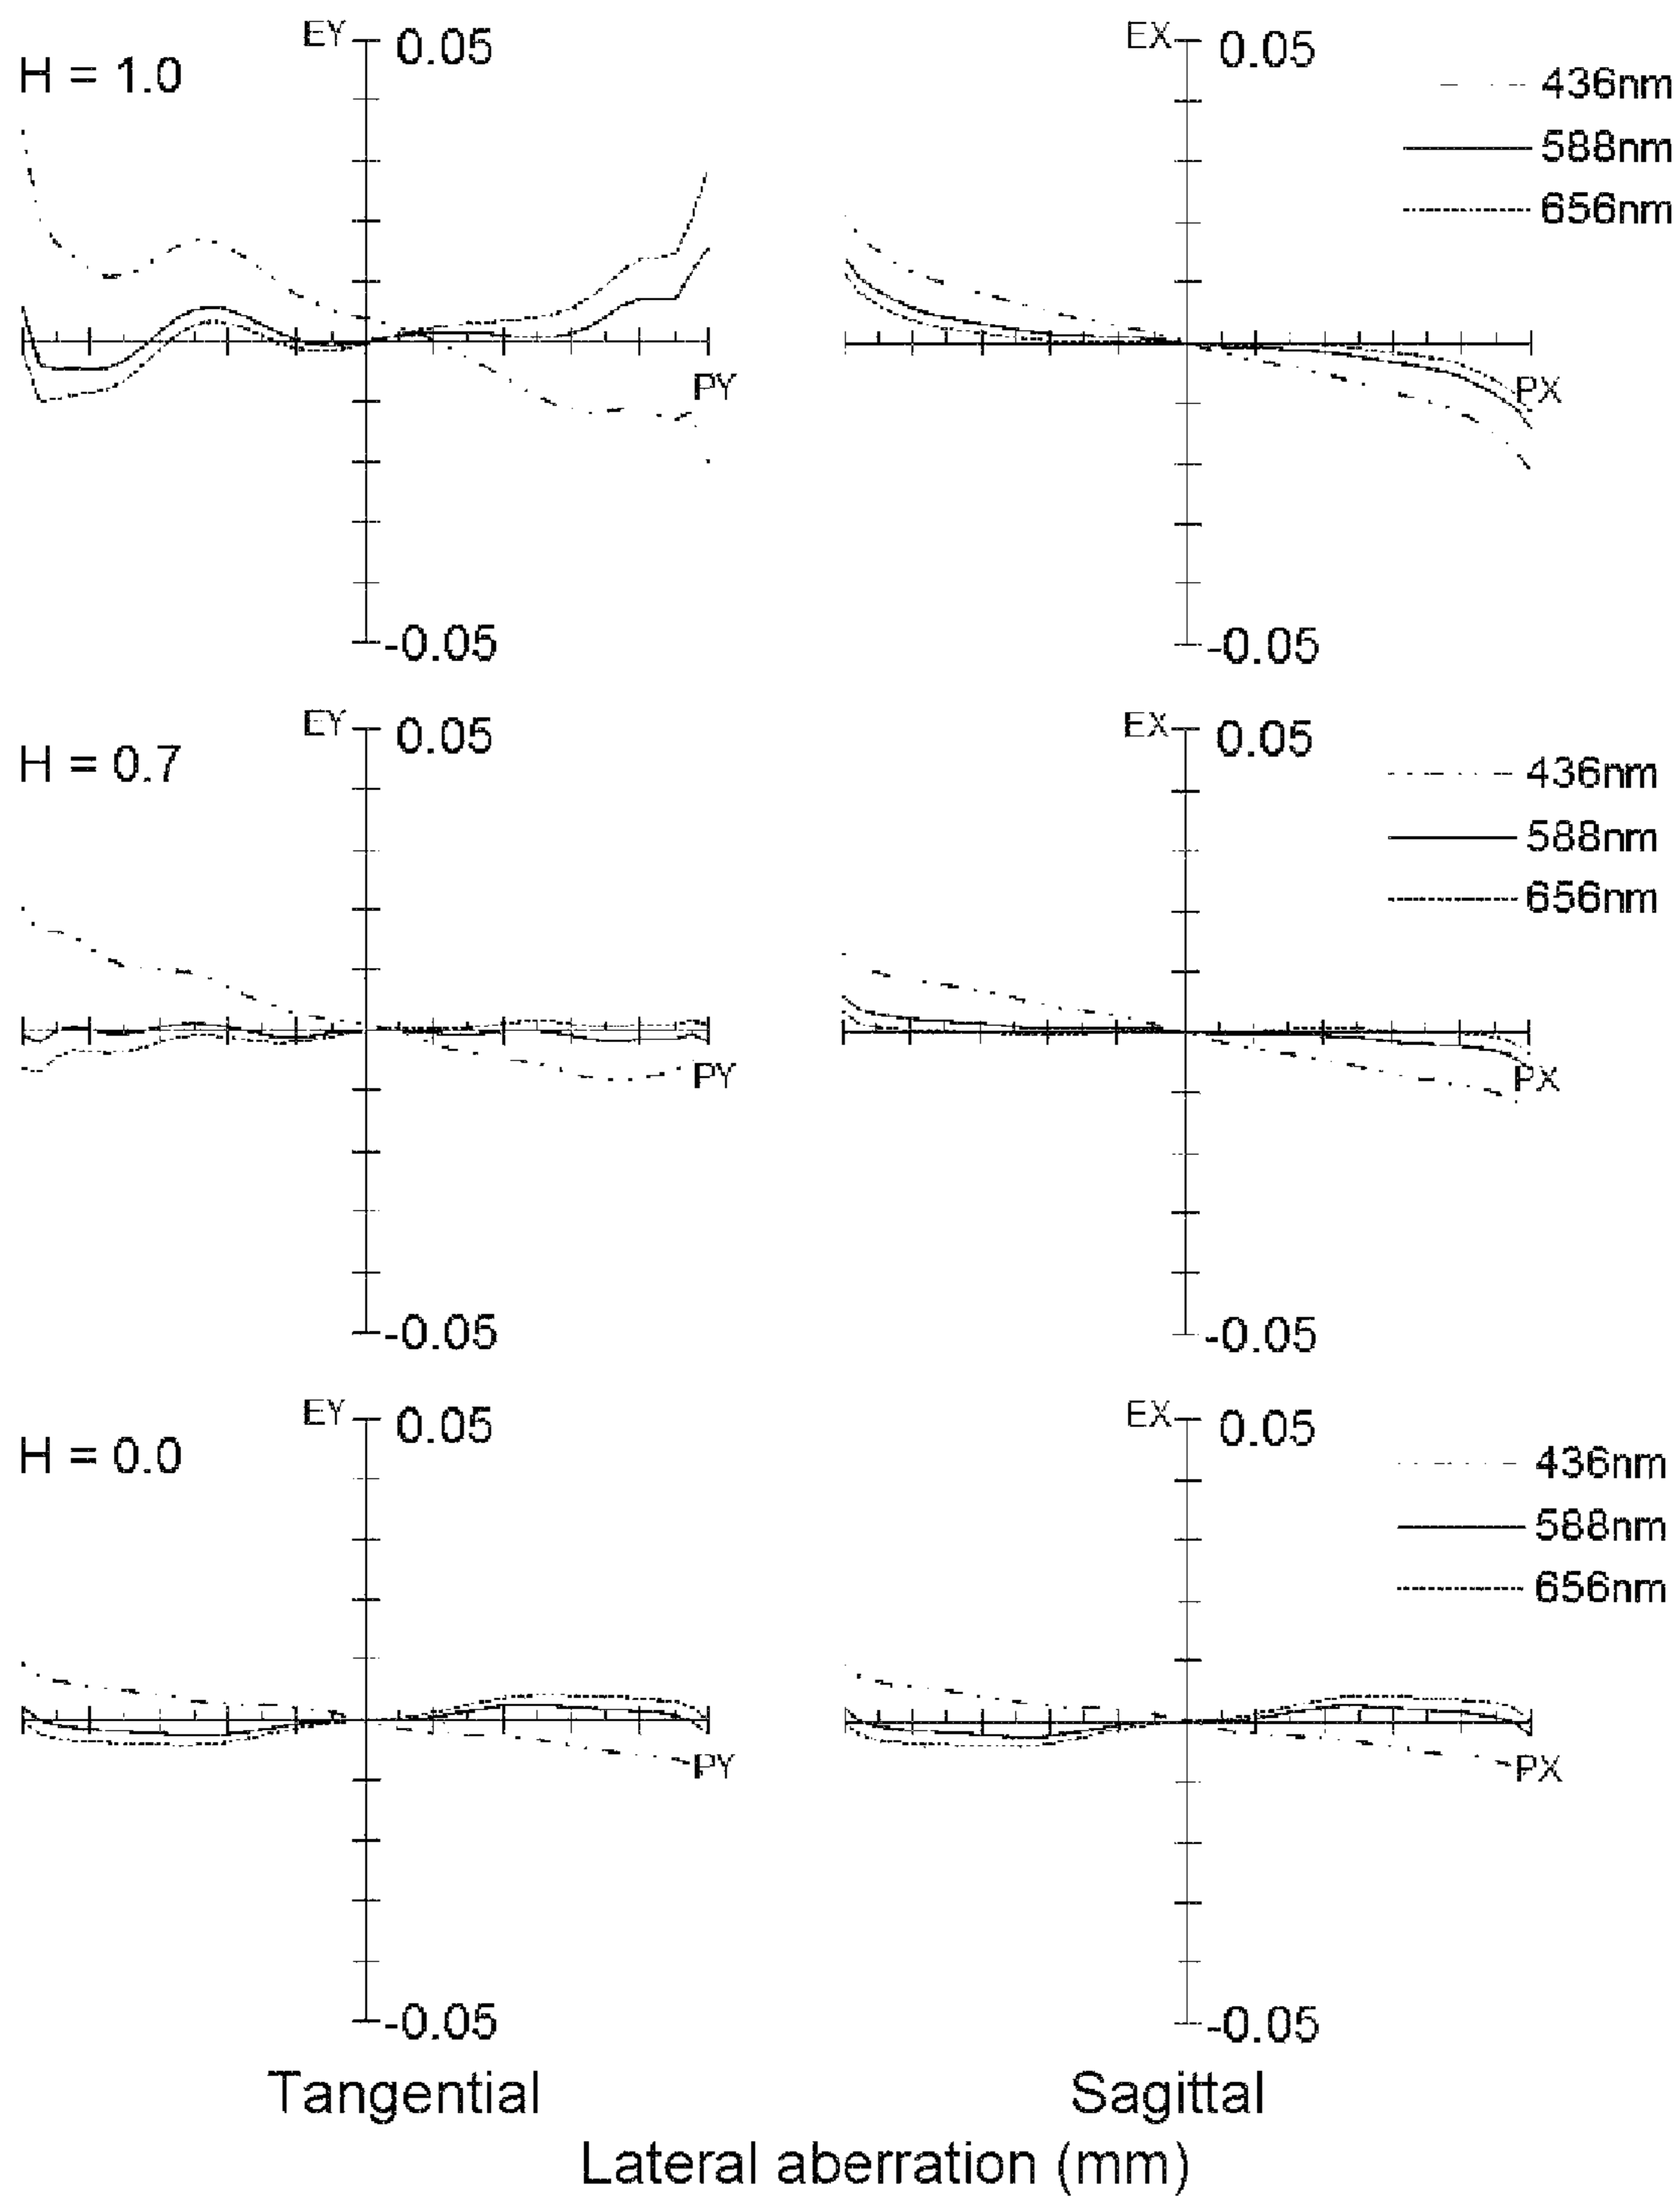 EY 0.05 EX 0.05
H = 1.0
436nm
588nm
656nm
PY PX
-0.05 -0.05
EY 0.05 EX 0.05
H = 0.7
436nm
588nm
656nm
PY PX
-0.05 -0.05
EY 0.05 EX 0.05
H = 0.0
436nm
588nm
656nm
PY PX
-0.05 -0.05
Tangential Sagittal
Lateral aberration (mm)